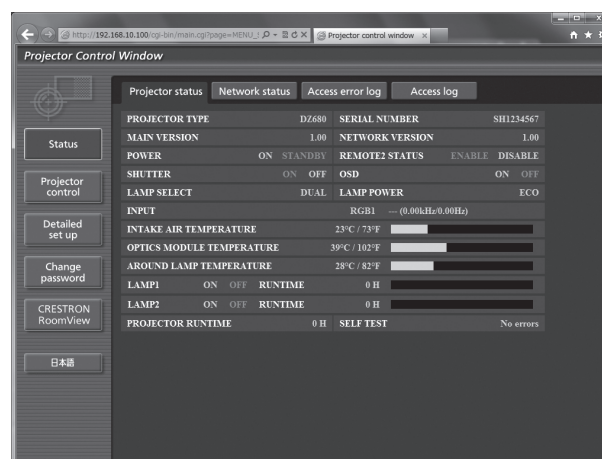 http://192.168.10.100/cgi-bin/main.cgi?page=MENU_S
Projector control window
Projector Control Window
Projector status
Network status
Access error log
Access log
Status
Projector control
Detailed set up
Change password
CRESTRON RoomView
日本語
PROJECTOR TYPE DZ680 SERIAL NUMBER SH1234567
MAIN VERSION 1.00 NETWORK VERSION 1.00
POWER ON STANDBY REMOTE2 STATUS ENABLE DISABLE
SHUTTER ON OFF OSD ON OFF
LAMP SELECT DUAL LAMP POWER ECO
INPUT RGB1 --- (0.00kHz/0.00Hz)
INTAKE AIR TEMPERATURE 23°C / 73°F
OPTICS MODULE TEMPERATURE 39°C / 102°F
AROUND LAMP TEMPERATURE 28°C / 82°F
LAMP1 ON OFF RUNTIME 0 H
LAMP2 ON OFF RUNTIME 0 H
PROJECTOR RUNTIME 0 H SELF TEST No errors